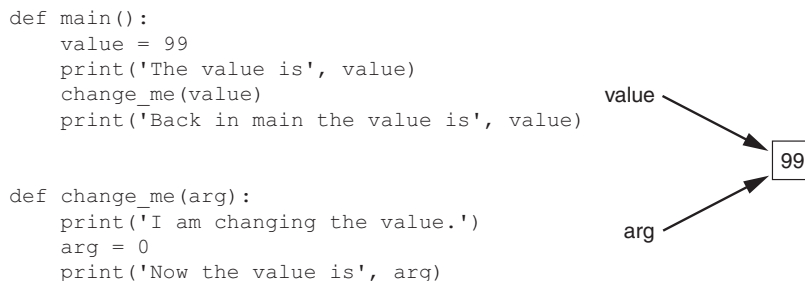 def main():
    value = 99
    print('The value is', value)
    change_me(value)
    print('Back in main the value is', value)
def change_me(arg):
    print('I am changing the value.')
    arg = 0
    print('Now the value is', arg)
value
99
arg